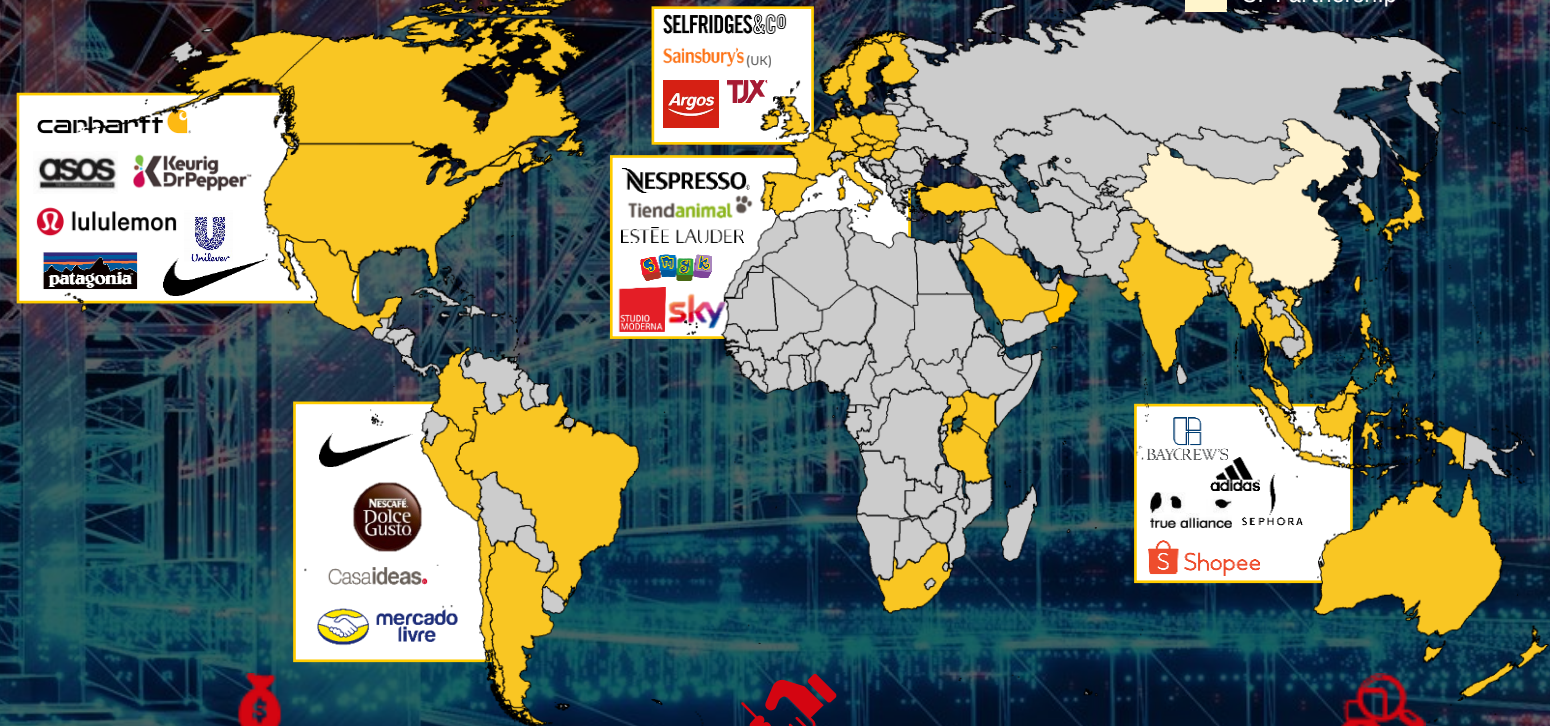 SELFRIDGES&CO
Sainsbury's (UK)
Argos
TJX
carhartt
asos
Keurig
DrPepper
lululemon
Unilever
patagonia
NESPRESSO
Tiendanimal
ESTĒE LAUDER
SMSK
STUDIO
MODERNA
sky
NESCAFÉ
Dolce
Gusto
Casaideas.
mercado
livre
BAYCREW'S
adidas
true alliance
SEPHORA
S
Shopee
$